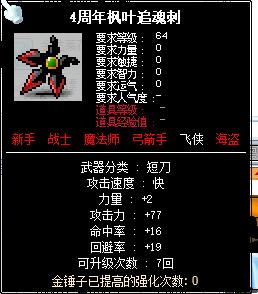 4周年枫叶追魂刺
要求等级: 64
要求力量: 0
要求敏捷: 0
要求智力: 0
要求运气: 0
要求人气度: -
道具等级: -
道具经验值: -
新手 战士 魔法师 弓箭手 飞侠 海盗
武器分类 : 短刀
攻击速度 : 快
力量 : +2
攻击力 : +77
命中率 : +16
回避率 : +19
可升级次数 : 7回
金锤子已提高的强化次数: 0